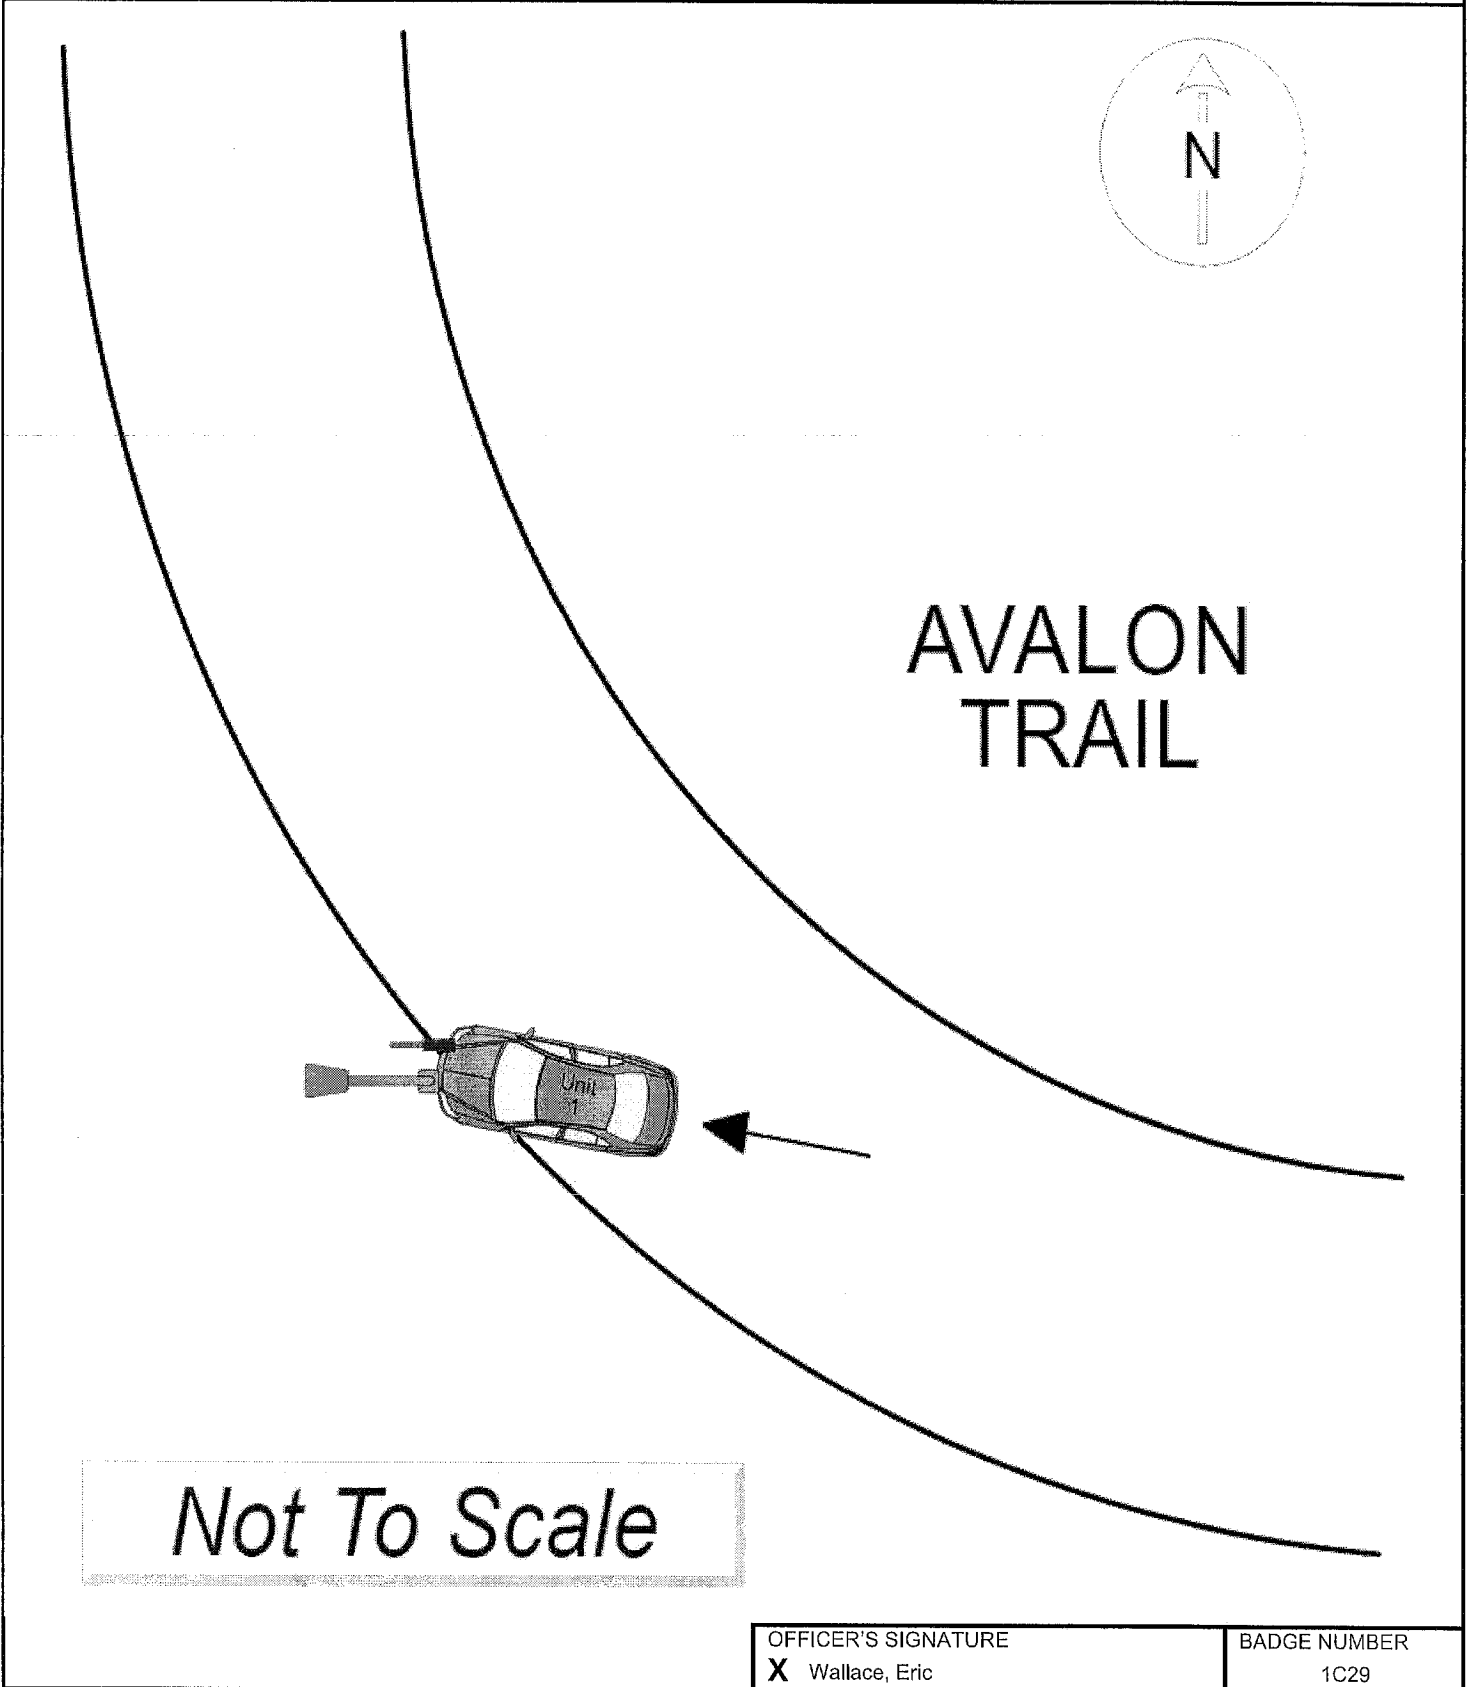 N
AVALON
TRAIL
Unit
1
Not To Scale
OFFICER'S SIGNATURE
X Wallace, Eric
BADGE NUMBER
1C29